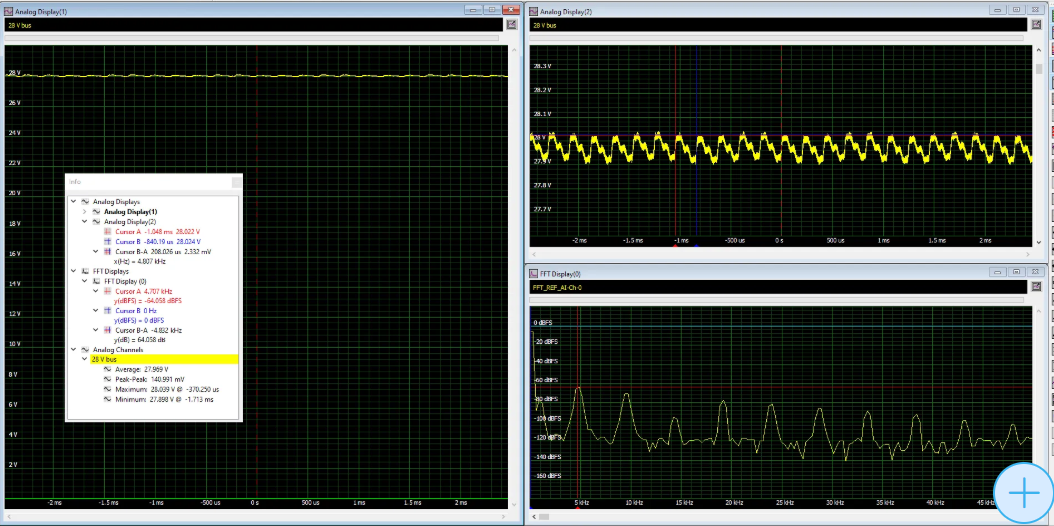 Analog Display(1)
28 V bus
28 V
26 V
24 V
22 V
20 V
18 V
16 V
14 V
12 V
10 V
8 V
6 V
4 V
2 V
-2 ms
-1.5 ms
-1 ms
-500 us
0 s
500 us
1 ms
1.5 ms
2 ms
Info
Analog Displays
Analog Display(1)
Analog Display(2)
Cursor A -1.048 ms 28.022 V
Cursor B -840.19 us 28.024 V
Cursor B-A 208.026 us 2.332 mV
x(Hz) = 4.807 kHz
FFT Displays
FFT Display (0)
Cursor A 4.707 kHz
y(dBFS) = -64.058 dBFS
Cursor B 0 Hz
y(dBFS) = 0 dBFS
Cursor B-A -4.832 kHz
y(dB) = 64.058 dB
Analog Channels
28 V bus
Average: 27.969 V
Peak-Peak: 140.991 mV
Maximum: 28.039 V @ -370.250 us
Minimum: 27.898 V @ -1.713 ms
Analog Display(2)
28 V bus
28.3 V
28.2 V
28.1 V
28 V
27.9 V
27.8 V
27.7 V
-2 ms
-1.5 ms
-1 ms
-500 us
0 s
500 us
1 ms
1.5 ms
2 ms
FFT Display(0)
FFT_REF_AI-Ch-0
0 dBFS
-20 dBFS
-40 dBFS
-60 dBFS
-80 dBFS
-100 dBFS
-120 dBFS
-140 dBFS
-160 dBFS
5 kHz
10 kHz
15 kHz
20 kHz
25 kHz
30 kHz
35 kHz
40 kHz